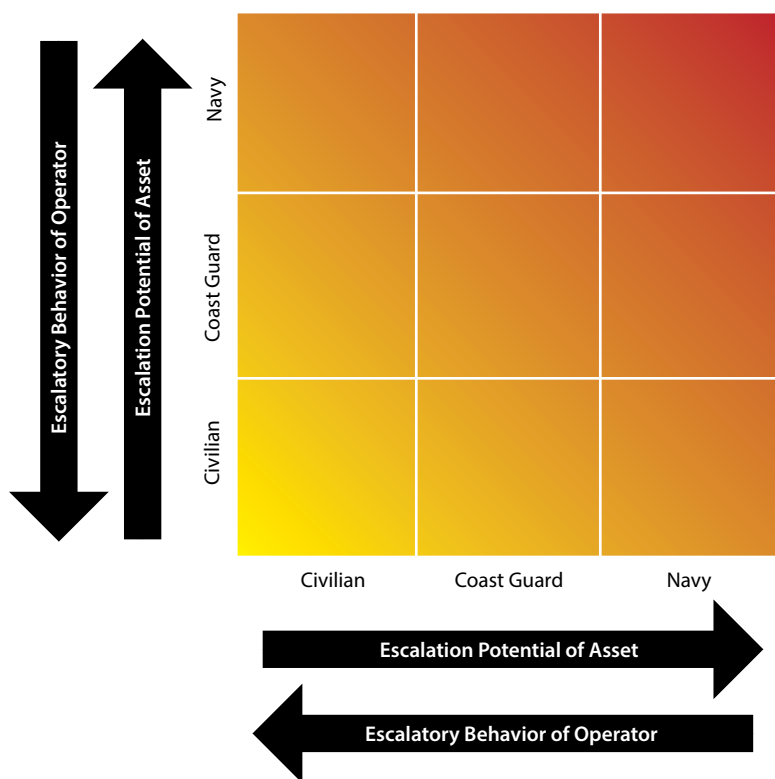 Escalatory Behavior of Operator
Escalation Potential of Asset
Navy
Coast Guard
Civilian
Civilian
Coast Guard
Navy
Escalation Potential of Asset
Escalatory Behavior of Operator